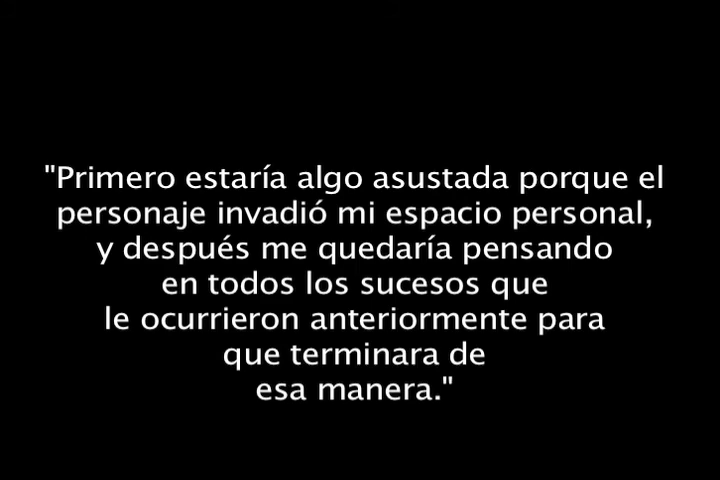 "Primero estaría algo asustada porque el
personaje invadió mi espacio personal,
y después me quedaría pensando
en todos los sucesos que
le ocurrieron anteriormente para
que terminara de
esa manera."